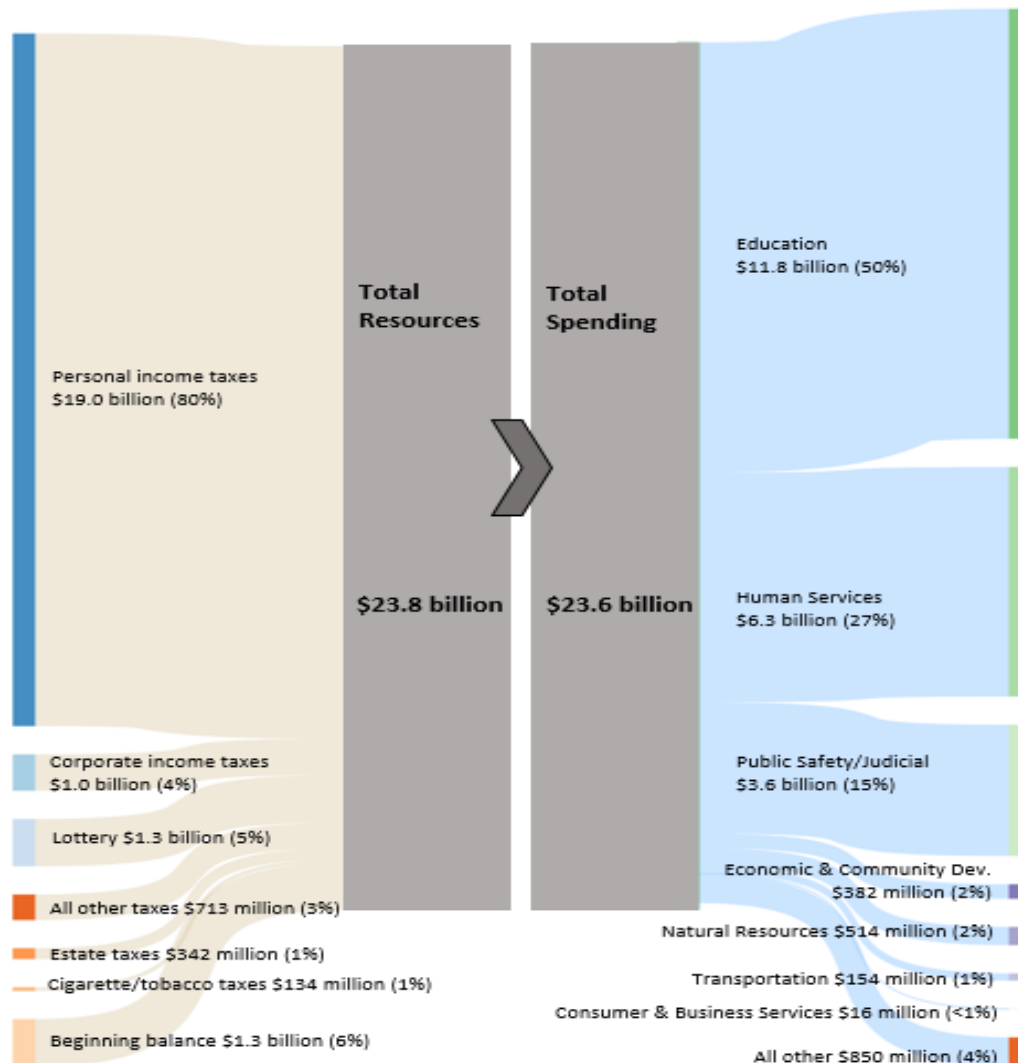 Personal income taxes
$19.0 billion (80%)
Corporate income taxes
$1.0 billion (4%)
Lottery $1.3 billion (5%)
All other taxes $713 million (3%)
Estate taxes $342 million (1%)
Cigarette/tobacco taxes $134 million (1%)
Beginning balance $1.3 billion (6%)
Total
Resources
$23.8 billion
Total
Spending
$23.6 billion
Education
$11.8 billion (50%)
Human Services
$6.3 billion (27%)
Public Safety/Judicial
$3.6 billion (15%)
Economic & Community Dev.
$382 million (2%)
Natural Resources $514 million (2%)
Transportation $154 million (1%)
Consumer & Business Services $16 million (<1%)
All other $850 million (4%)